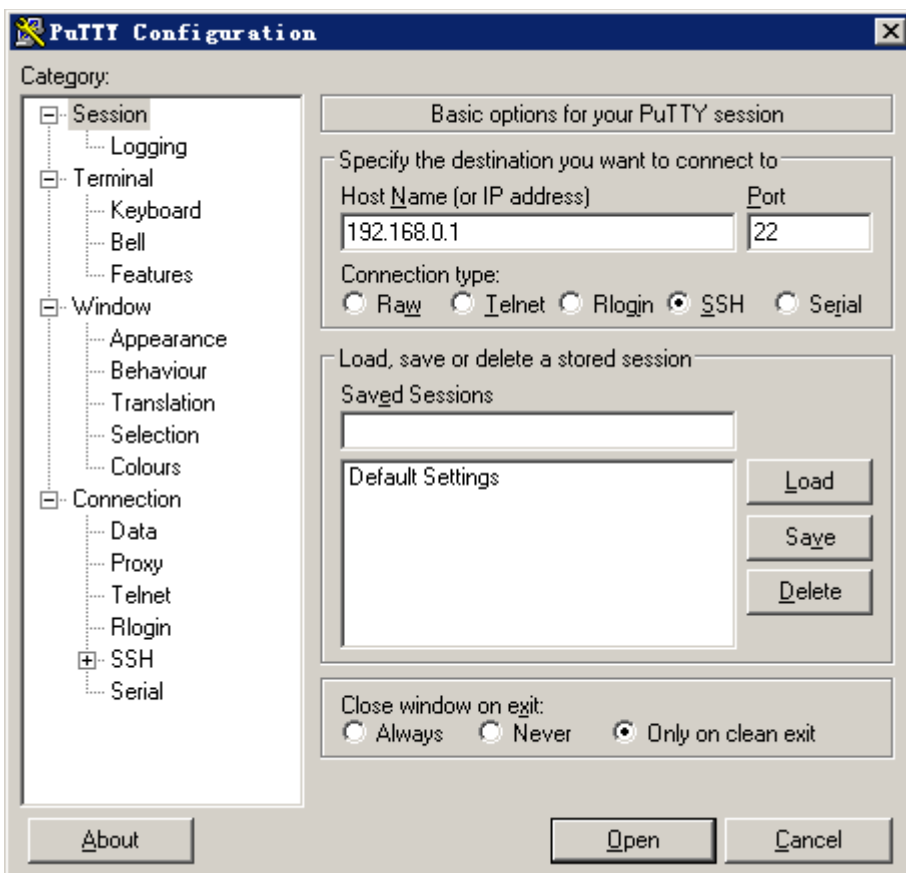 PuTTY Configuration
Category:
Session
Logging
Terminal
Keyboard
Bell
Features
Window
Appearance
Behaviour
Translation
Selection
Colours
Connection
Data
Proxy
Telnet
Rlogin
SSH
Serial
Basic options for your PuTTY session
Specify the destination you want to connect to
Host Name (or IP address) Port
192.168.0.1 22
Connection type:
Raw Telnet Rlogin SSH Serial
Load, save or delete a stored session
Saved Sessions
Default Settings
Load
Save
Delete
Close window on exit:
Always Never Only on clean exit
About Open Cancel